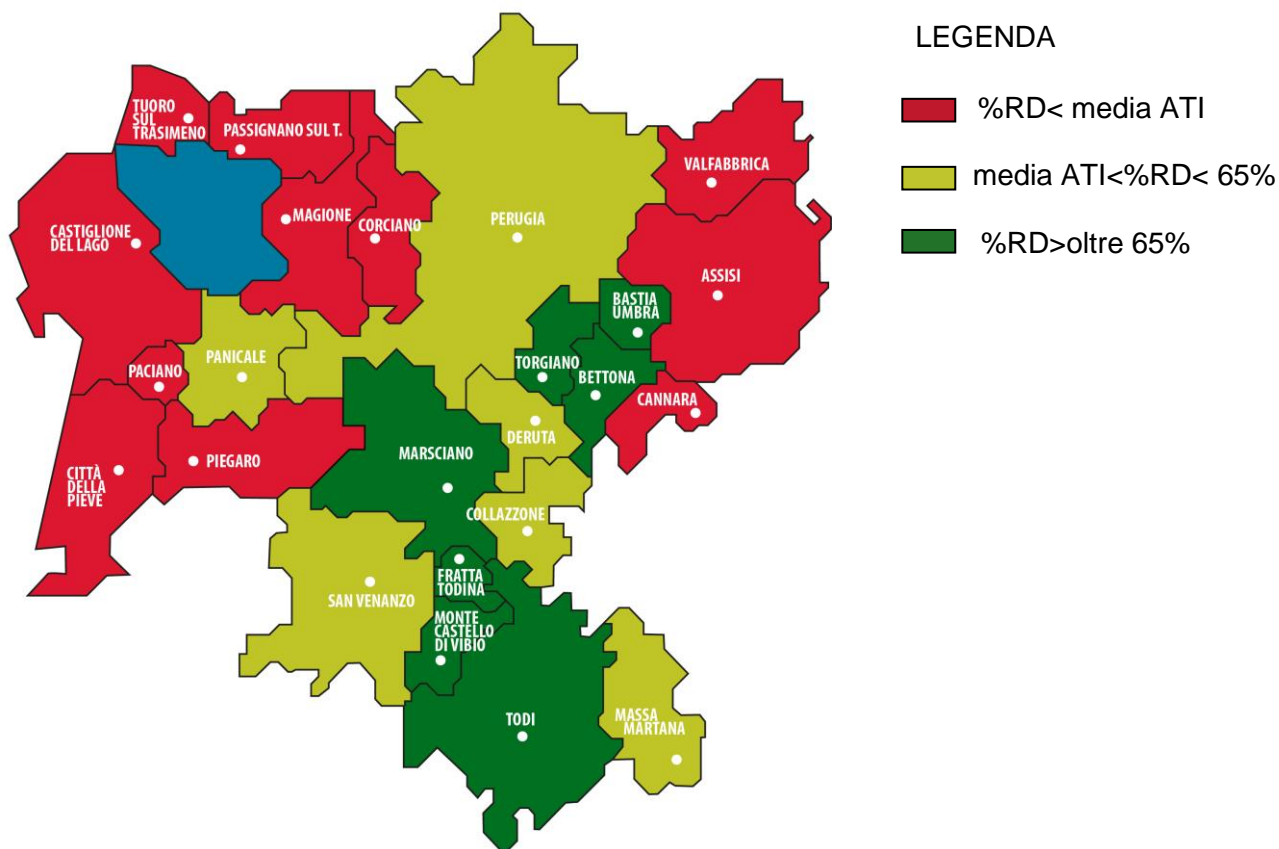 LEGENDA
%RD< media ATI
media ATI<%RD< 65%
%RD>oltre 65%
TUORO
SUL
TRASIMENO
PASSIGNANO SUL T.
VALFABBRICA
MAGIONE
CORCIANO
PERUGIA
CASTIGLIONE
DEL LAGO
ASSISI
BASTIA
UMBRA
PANICALE
TORGIANO
BETTONA
PACIANO
CANNARA
DERUTA
MARSCIANO
PIEGARO
CITTÀ
DELLA
PIEVE
COLLAZZONE
FRATTA
TODINA
SAN VENANZO
MONTE
CASTELLO
DI VIBIO
TODI
MASSA
MARTANA